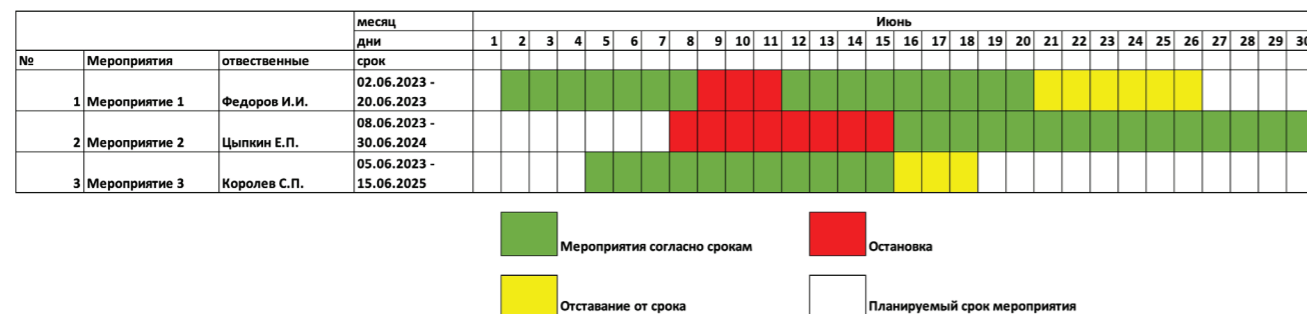 месяц Июнь
дни 1 2 3 4 5 6 7 8 9 10 11 12 13 14 15 16 17 18 19 20 21 22 23 24 25 26 27 28 29 30
№ Мероприятия отвественные срок
1 Мероприятие 1 Федоров И.И. 02.06.2023 -
20.06.2023
2 Мероприятие 2 Цыпкин Е.П. 08.06.2023 -
30.06.2024
3 Мероприятие 3 Королев С.П. 05.06.2023 -
15.06.2025
Мероприятия согласно срокам Остановка
Отставание от срока Планируемый срок мероприятия